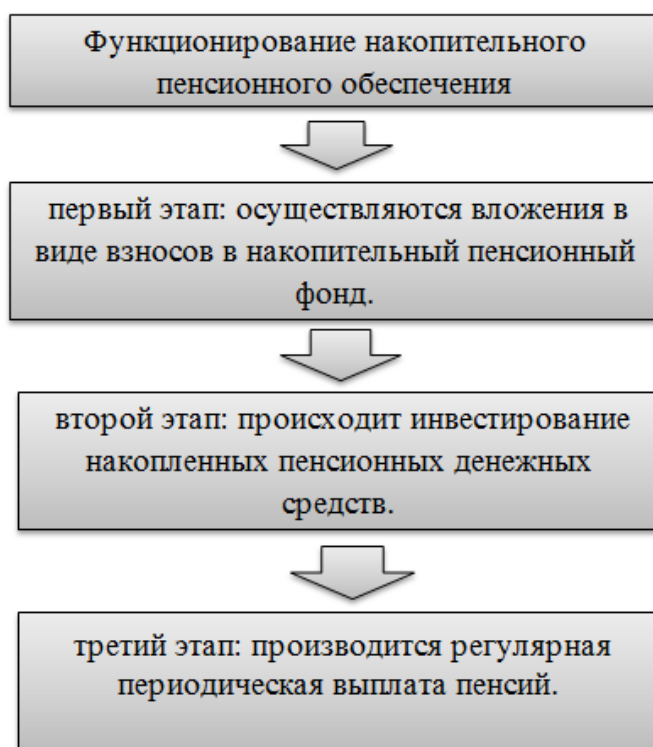 Функционирование накопительного
пенсионного обеспечения
первый этап: осуществляются вложения в
виде взносов в накопительный пенсионный
фонд.
второй этап: происходит инвестирование
накопленных пенсионных денежных
средств.
третий этап: производится регулярная
периодическая выплата пенсий.